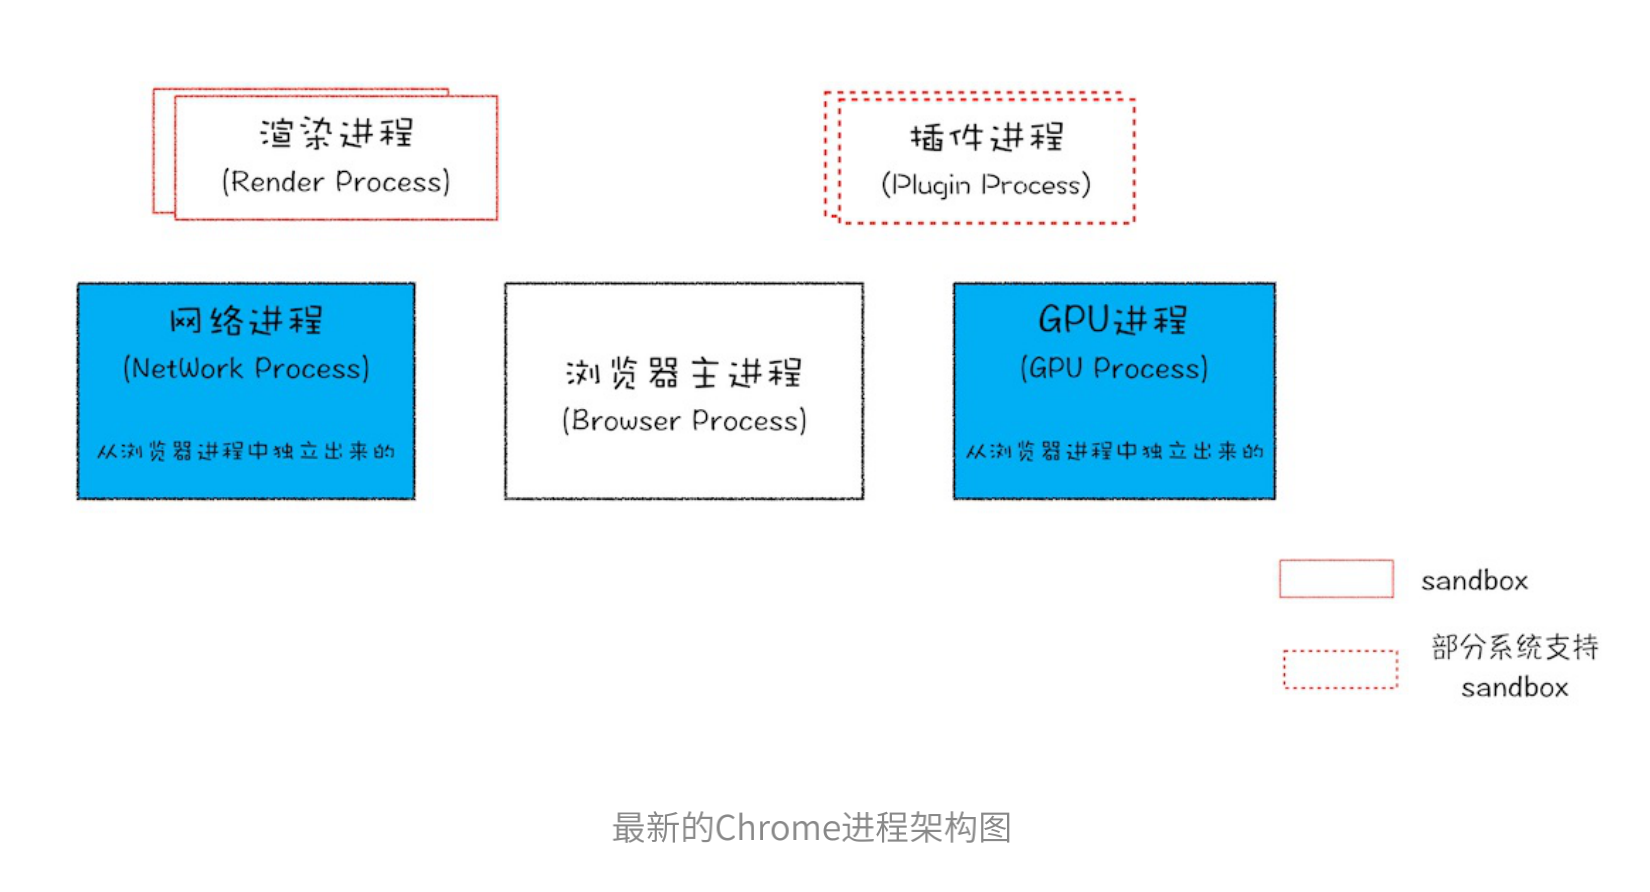 渲染进程
(Render Process)
插件进程
(Plugin Process)
网络进程
(NetWork Process)
从浏览器进程中独立出来的
浏览器主进程
(Browser Process)
GPU进程
(GPU Process)
从浏览器进程中独立出来的
sandbox
部分系统支持
sandbox
最新的Chrome进程架构图